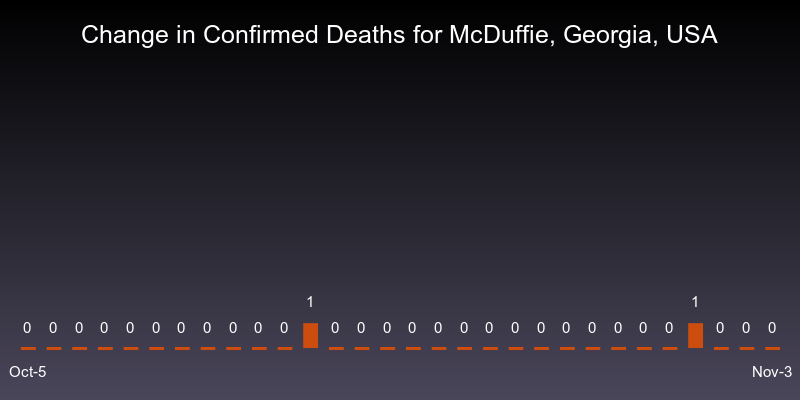 Change in Confirmed Deaths for McDuffie, Georgia, USA
1 1
0 0 0 0 0 0 0 0 0 0 0 0 0 0 0 0 0 0 0 0 0 0 0 0 0 0 0 0
Oct-5 Nov-3